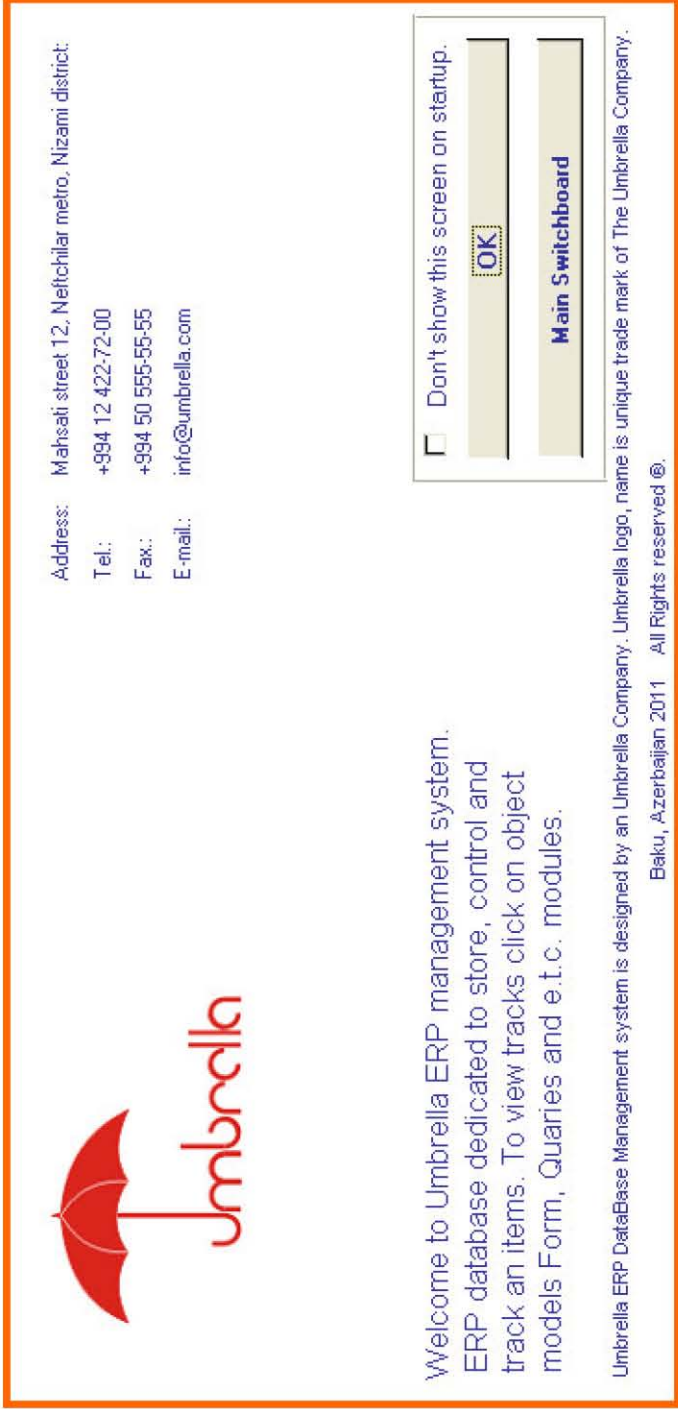 Umbrella
Address: Mahsati street 12, Neftchilar metro, Nizami district:
Tel.: +994 12 422-72-00
Fax.: +994 50 555-55-55
E-mail.: info@umbrella.com
Welcome to Umbrella ERP management system.
ERP database dedicated to store, control and
track an items. To view tracks click on object
models Form, Quaries and e.t.c. modules.
Don't show this screen on startup.
OK
Main Switchboard
Umbrella ERP DataBase Management system is designed by an Umbrella Company. Umbrella logo, name is unique trade mark of The Umbrella Company.
Baku, Azerbaijan 2011 All Rights reserved ®.